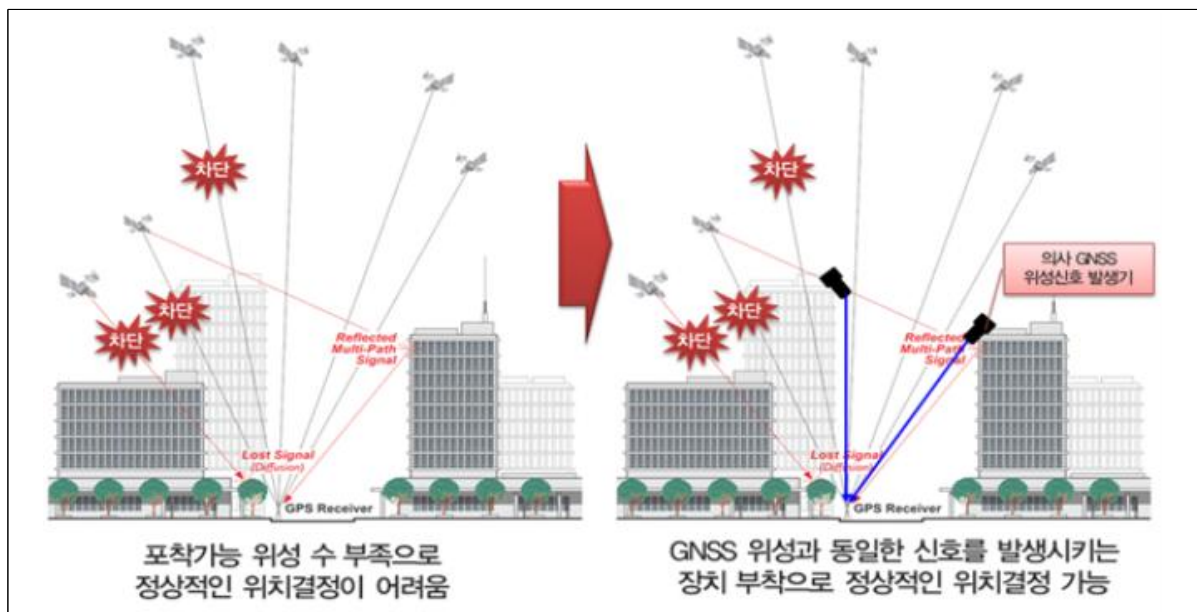 차단
차단
차단
Reflected
Multi-Path
Signal
Lost Signal
(Diffusion)
GPS Receiver
포착가능 위성 수 부족으로
정상적인 위치결정이 어려움
차단
차단
차단
의사 GNSS
위성신호 발생기
Reflected
Multi-Path
Signal
Lost Signal
(Diffusion)
GPS Receiver
GNSS 위성과 동일한 신호를 발생시키는
장치 부착으로 정상적인 위치결정 가능